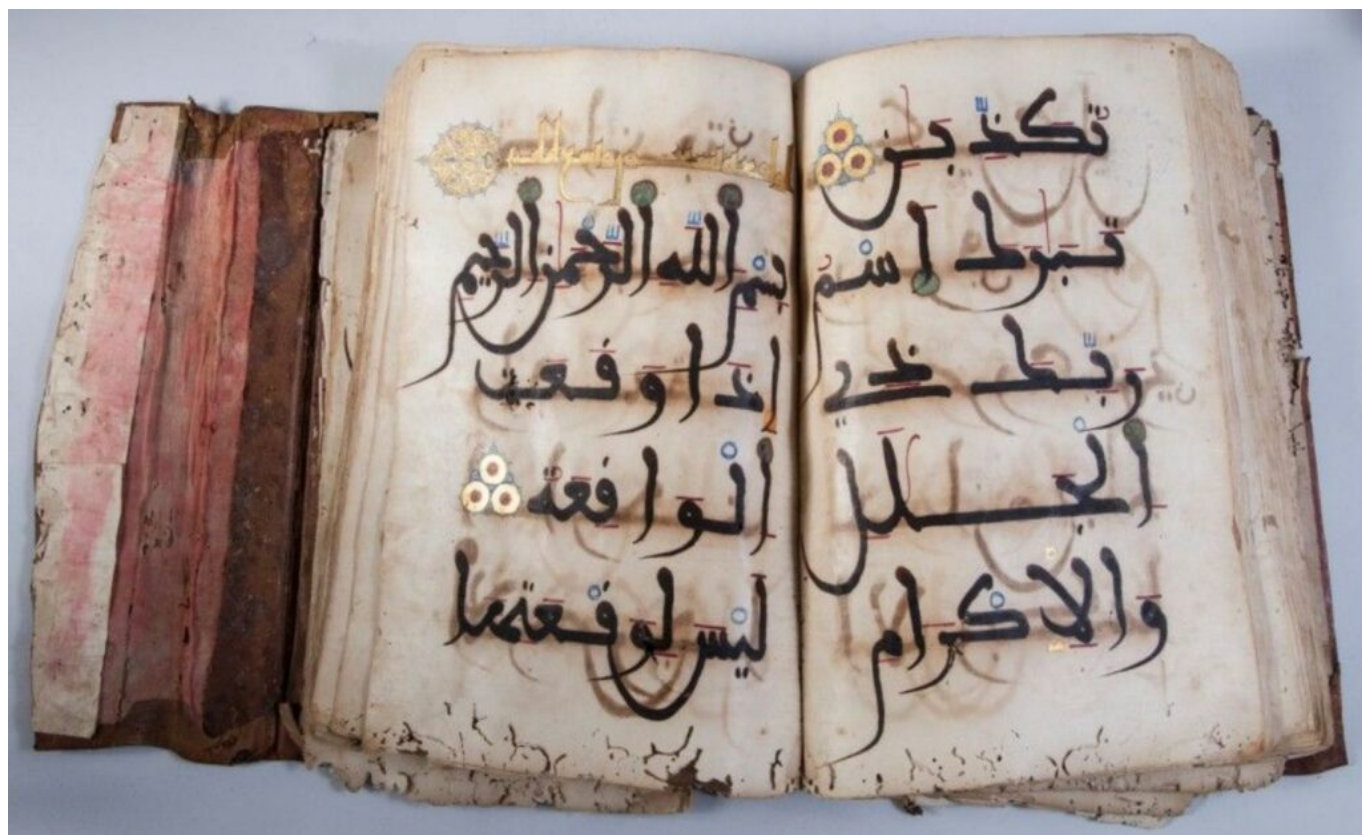 تكذبن
تبرك اسم
ربك ذي
الجلل
والاكرام
بسم الله الرحمن الرحيم
اذا وقعت
الواقعة
ليس لوقعتها